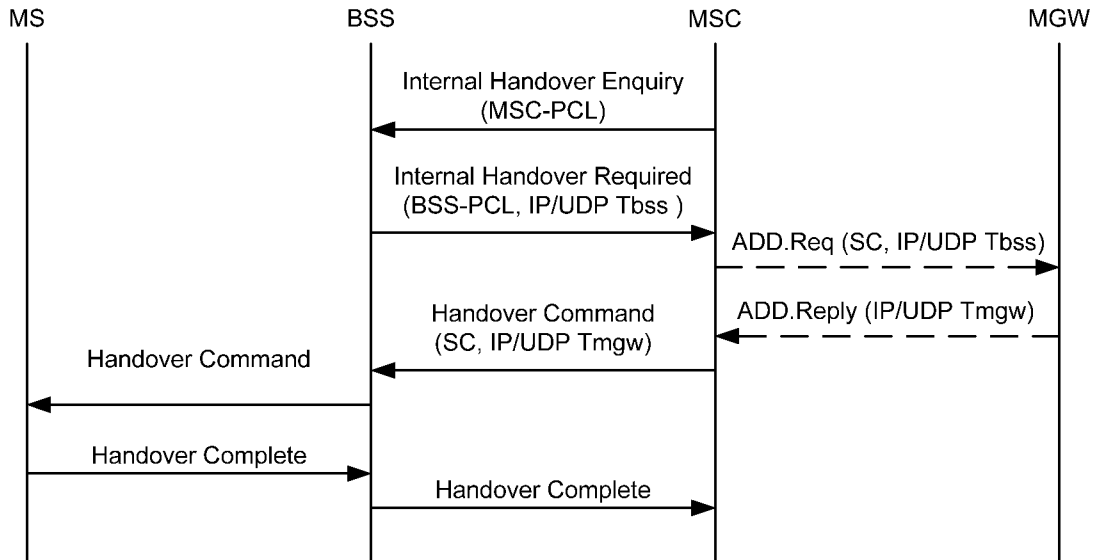 MS
BSS
MSC
MGW
Internal Handover Enquiry
(MSC-PCL)
Internal Handover Required
(BSS-PCL, IP/UDP Tbss )
ADD.Req (SC, IP/UDP Tbss)
ADD.Reply (IP/UDP Tmgw)
Handover Command
(SC, IP/UDP Tmgw)
Handover Command
Handover Complete
Handover Complete